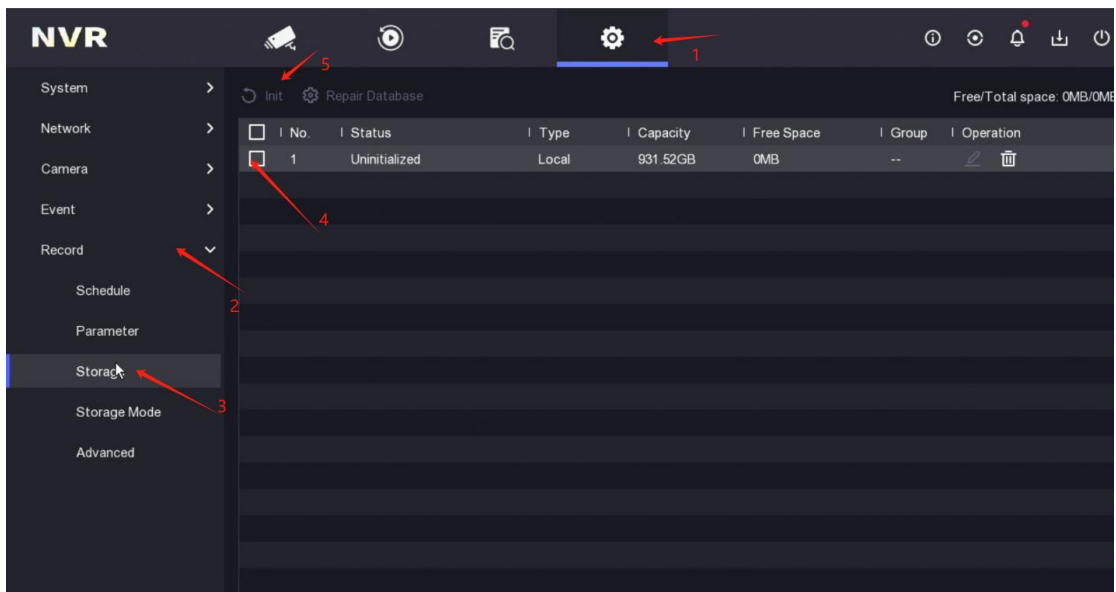 NVR
1
5
System
Init Repair Database Free/Total space: 0MB/0MB
Network
No. Status Type Capacity Free Space Group Operation
1 Uninitialized Local 931.52GB 0MB --
Camera
Event
4
Record
2
Schedule
Parameter
Storage
3
Storage Mode
Advanced